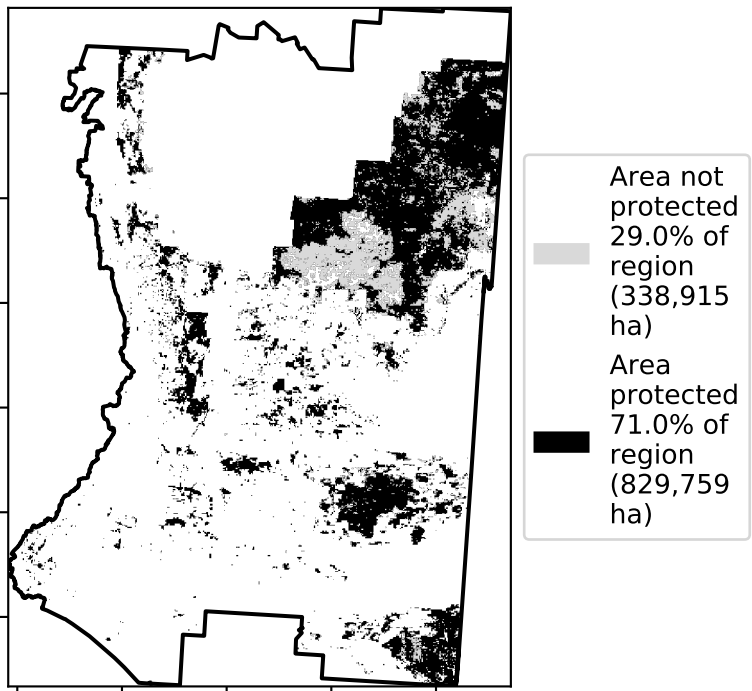 Area not
protected
29.0% of
region
(338,915
ha)
Area
protected
71.0% of
region
(829,759
ha)